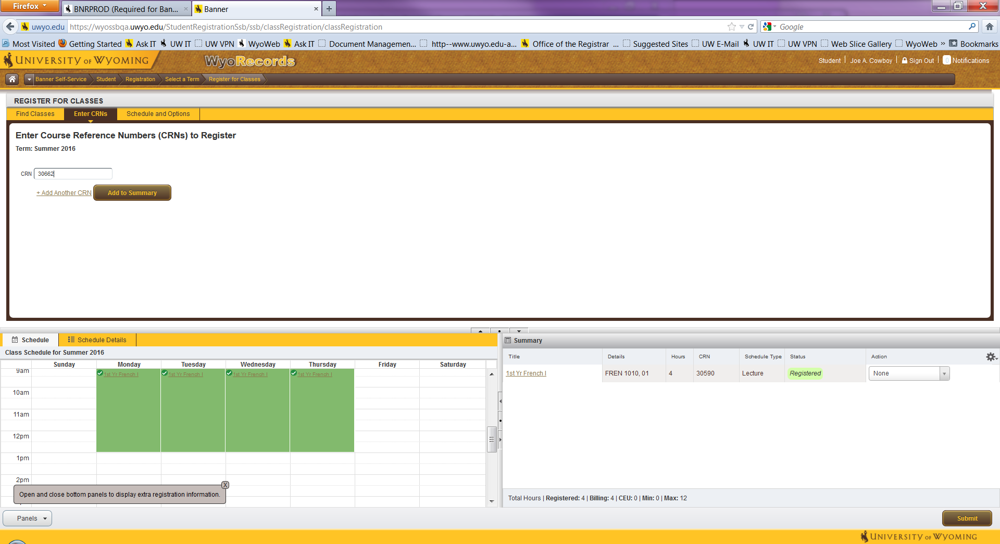 Firefox
BNRPROD (Required for Ban...
Banner
uwyo.edu
https://wyossbqa.uwyo.edu/StudentRegistrationSsb/ssb/classRegistration/classRegistration
Google
Most Visited
Getting Started
Ask IT
UW IT
UW VPN
WyoWeb
Ask IT
Document Managemen...
http--www.uwyo.edu-a...
Office of the Registrar ...
Suggested Sites
UW E-Mail
UW IT
UW VPN
Web Slice Gallery
WyoWeb
»
Bookmarks
UNIVERSITY OF WYOMING
WyoRecords
Student
Joe A. Cowboy
Sign Out
0
Notifications
Banner Self-Service
Student
Registration
Select a Term
Register for Classes
REGISTER FOR CLASSES
Find Classes
Enter CRNs
Schedule and Options
Enter Course Reference Numbers (CRNs) to Register
Term: Summer 2016
CRN 30662
+ Add Another CRN
Add to Summary
Schedule
Schedule Details
Class Schedule for Summer 2016
Sunday Monday Tuesday Wednesday Thursday Friday Saturday
9am
1st Yr French I
1st Yr French I
1st Yr French I
1st Yr French I
10am
11am
12pm
1pm
2pm
X
Open and close bottom panels to display extra registration information.
Summary
Title Details Hours CRN Schedule Type Status Action
1st Yr French I FREN 1010, 01 4 30590 Lecture Registered None
Total Hours | Registered: 4 | Billing: 4 | CEU: 0 | Min: 0 | Max: 12
Panels
Submit
UNIVERSITY OF WYOMING